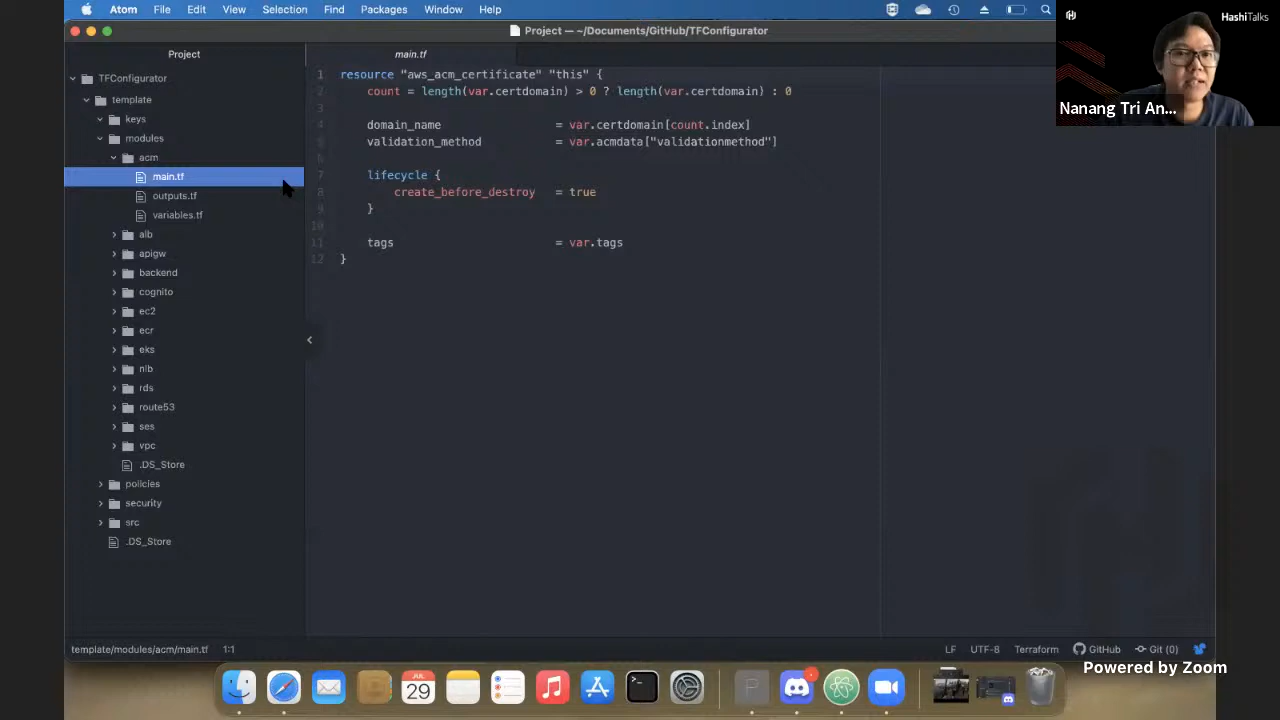 Atom File Edit View Selection Find Packages Window Help
Project — ~/Documents/GitHub/TFConfigurator
HashiTalks
Nanang Tri An...
Project
main.tf
TFConfigurator
template
keys
modules
acm
main.tf
outputs.tf
variables.tf
alb
apigw
backend
cognito
ec2
ecr
eks
nlb
rds
route53
ses
vpc
.DS_Store
policies
security
src
.DS_Store
1 resource "aws_acm_certificate" "this" {
2 count = length(var.certdomain) > 0 ? length(var.certdomain) : 0
3
4 domain_name = var.certdomain[count.index]
5 validation_method = var.acmdata["validationmethod"]
6
7 lifecycle {
8 create_before_destroy = true
9 }
10
11 tags = var.tags
12 }
template/modules/acm/main.tf 1:1 LF UTF-8 Terraform GitHub Git (0)
Powered by Zoom
JUL
29